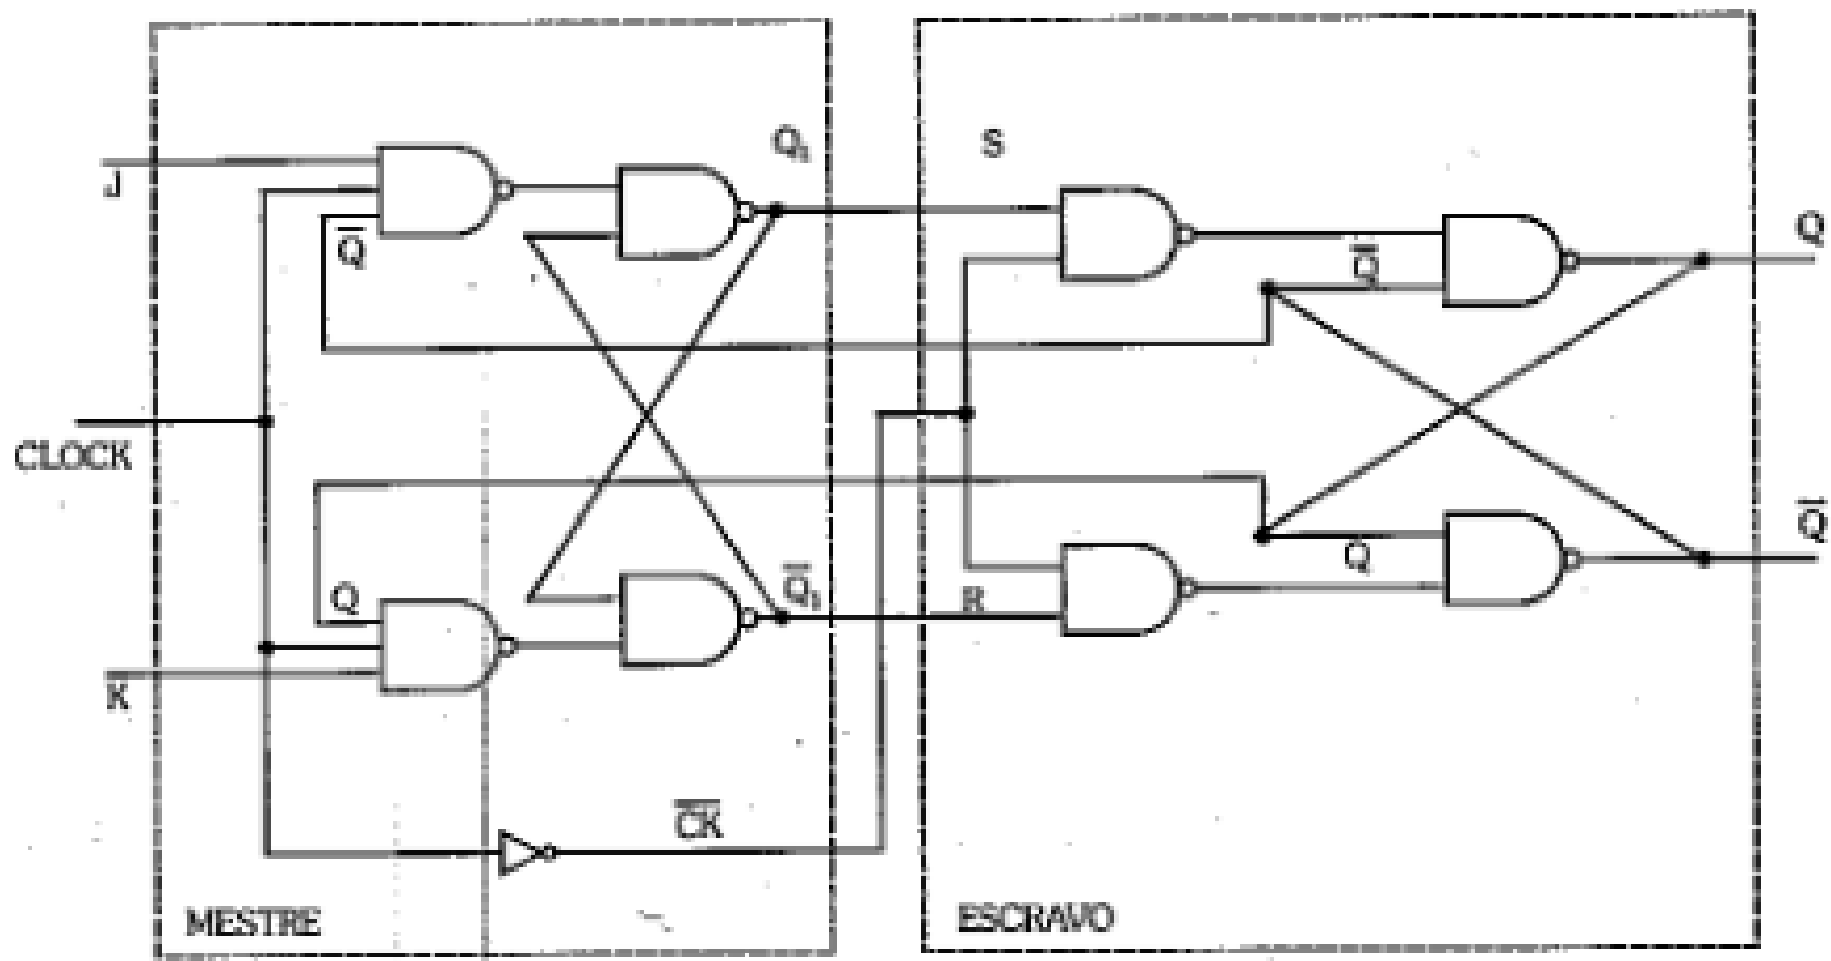 J
Q̅
CLOCK
Q
K
Q₁
Q̅₁
C̅K̅
MESTRE
S
R
Q̅
Q
Q
Q̅
ESCRAVO